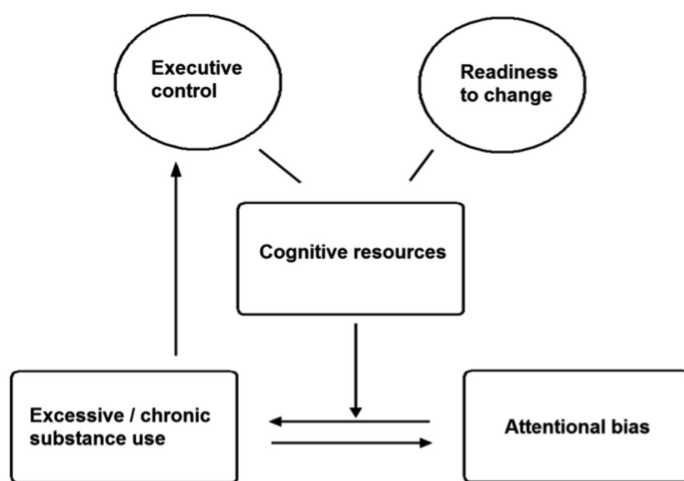 Executive
control
Readiness
to change
Cognitive resources
Excessive / chronic
substance use
Attentional bias